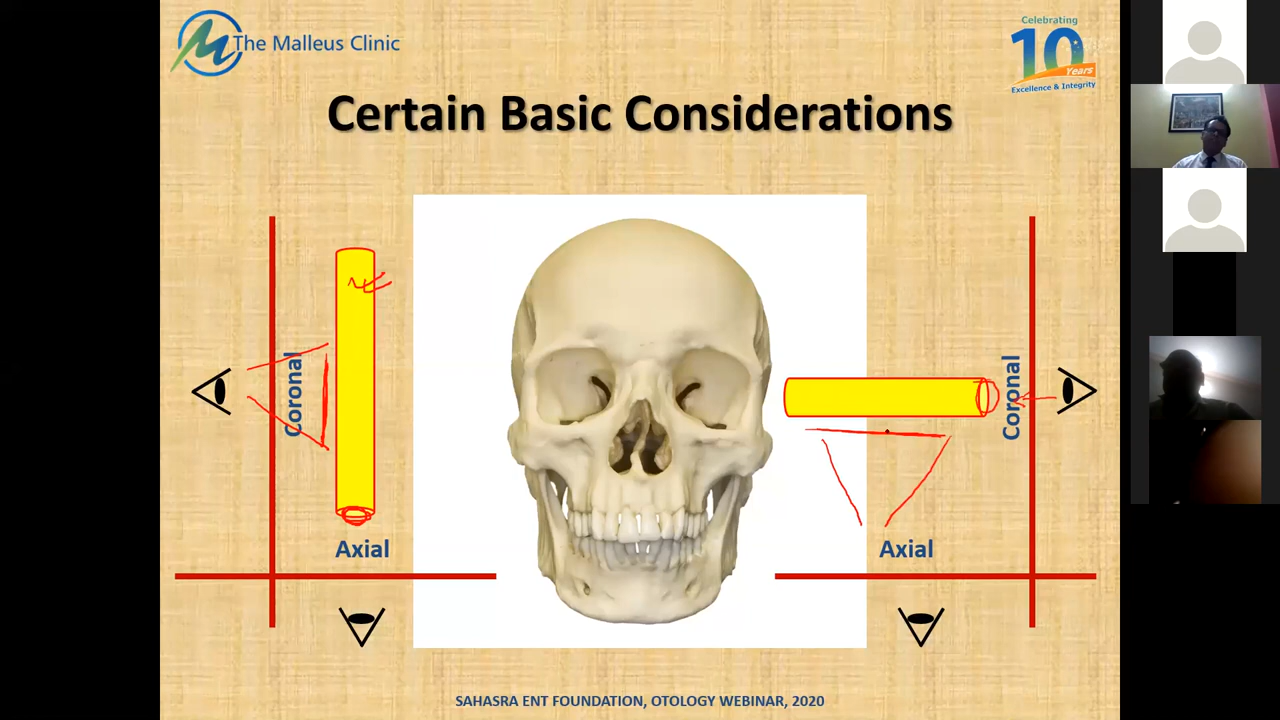 The Malleus Clinic
Celebrating
10
Years
Excellence & Integrity
Certain Basic Considerations
Coronal
Coronal
Axial
Axial
SAHASRA ENT FOUNDATION, OTOLOGY WEBINAR, 2020